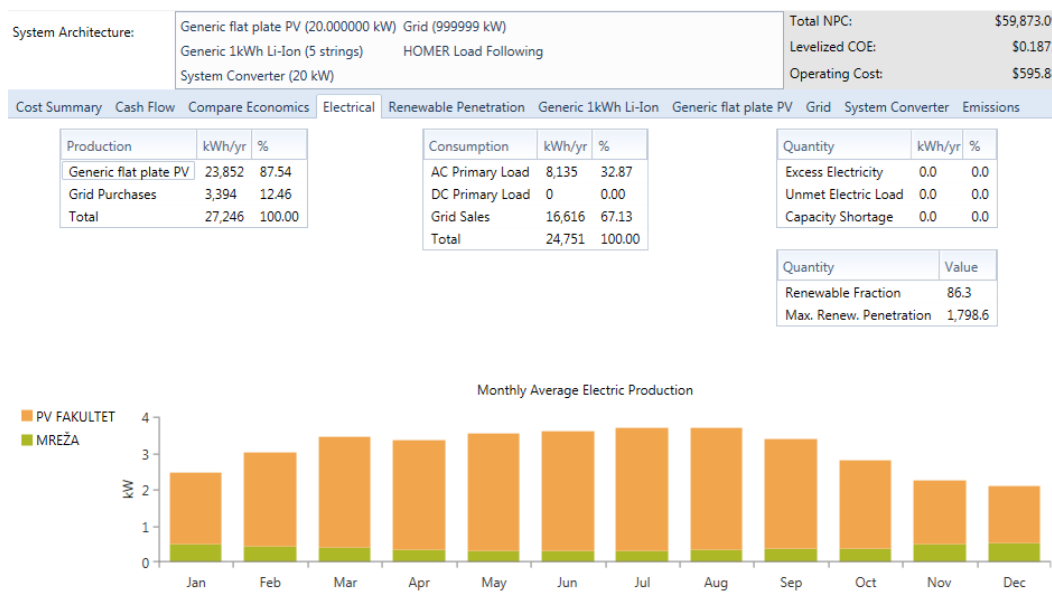 System Architecture:
Generic flat plate PV (20.000000 kW) Grid (999999 kW)
Generic 1kWh Li-Ion (5 strings) HOMER Load Following
System Converter (20 kW)
Total NPC: $59,873.0
Levelized COE: $0.187
Operating Cost: $595.8
Cost Summary Cash Flow Compare Economics Electrical Renewable Penetration Generic 1kWh Li-Ion Generic flat plate PV Grid System Converter Emissions
Production kWh/yr %
Generic flat plate PV 23,852 87.54
Grid Purchases 3,394 12.46
Total 27,246 100.00
Consumption kWh/yr %
AC Primary Load 8,135 32.87
DC Primary Load 0 0.00
Grid Sales 16,616 67.13
Total 24,751 100.00
Quantity kWh/yr %
Excess Electricity 0.0 0.0
Unmet Electric Load 0.0 0.0
Capacity Shortage 0.0 0.0
Quantity Value
Renewable Fraction 86.3
Max. Renew. Penetration 1,798.6
Monthly Average Electric Production
PV FAKULTET
MREŽA
kW
4
3
2
1
0
Jan Feb Mar Apr May Jun Jul Aug Sep Oct Nov Dec